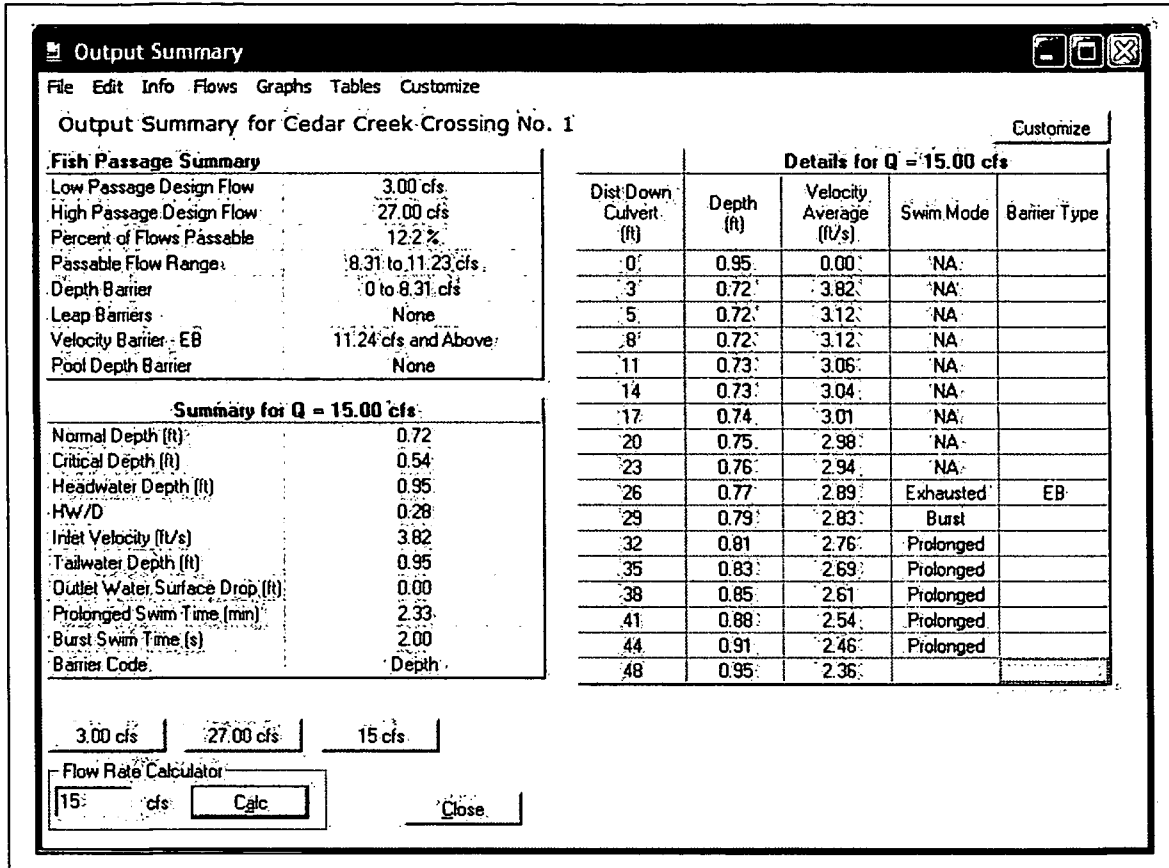 Output Summary
File Edit Info Flows Graphs Tables Customize
Output Summary for Cedar Creek Crossing No. 1
Customize
Fish Passage Summary
Low Passage Design Flow 3.00 cfs
High Passage Design Flow 27.00 cfs
Percent of Flows Passable 12.2 %
Passable Flow Range 8.31 to 11.23 cfs
Depth Barrier 0 to 8.31 cfs
Leap Barriers None
Velocity Barrier - EB 11.24 cfs and Above
Pool Depth Barrier None
Summary for Q = 15.00 cfs
Normal Depth (ft) 0.72
Critical Depth (ft) 0.54
Headwater Depth (ft) 0.95
HW/D 0.28
Inlet Velocity (ft/s) 3.82
Tailwater Depth (ft) 0.95
Outlet Water Surface Drop (ft) 0.00
Prolonged Swim Time (min) 2.33
Burst Swim Time (s) 2.00
Barrier Code Depth
Details for Q = 15.00 cfs
Dist Down Culvert (ft) Depth (ft) Velocity Average (ft/s) Swim Mode Barrier Type
0 0.95 0.00 NA
3 0.72 3.82 NA
5 0.72 3.12 NA
8 0.72 3.12 NA
11 0.73 3.06 NA
14 0.73 3.04 NA
17 0.74 3.01 NA
20 0.75 2.98 NA
23 0.76 2.94 NA
26 0.77 2.89 Exhausted EB
29 0.79 2.83 Burst
32 0.81 2.76 Prolonged
35 0.83 2.69 Prolonged
38 0.85 2.61 Prolonged
41 0.88 2.54 Prolonged
44 0.91 2.46 Prolonged
48 0.95 2.36
3.00 cfs 27.00 cfs 15 cfs
Flow Rate Calculator
15 cfs Calc
Close